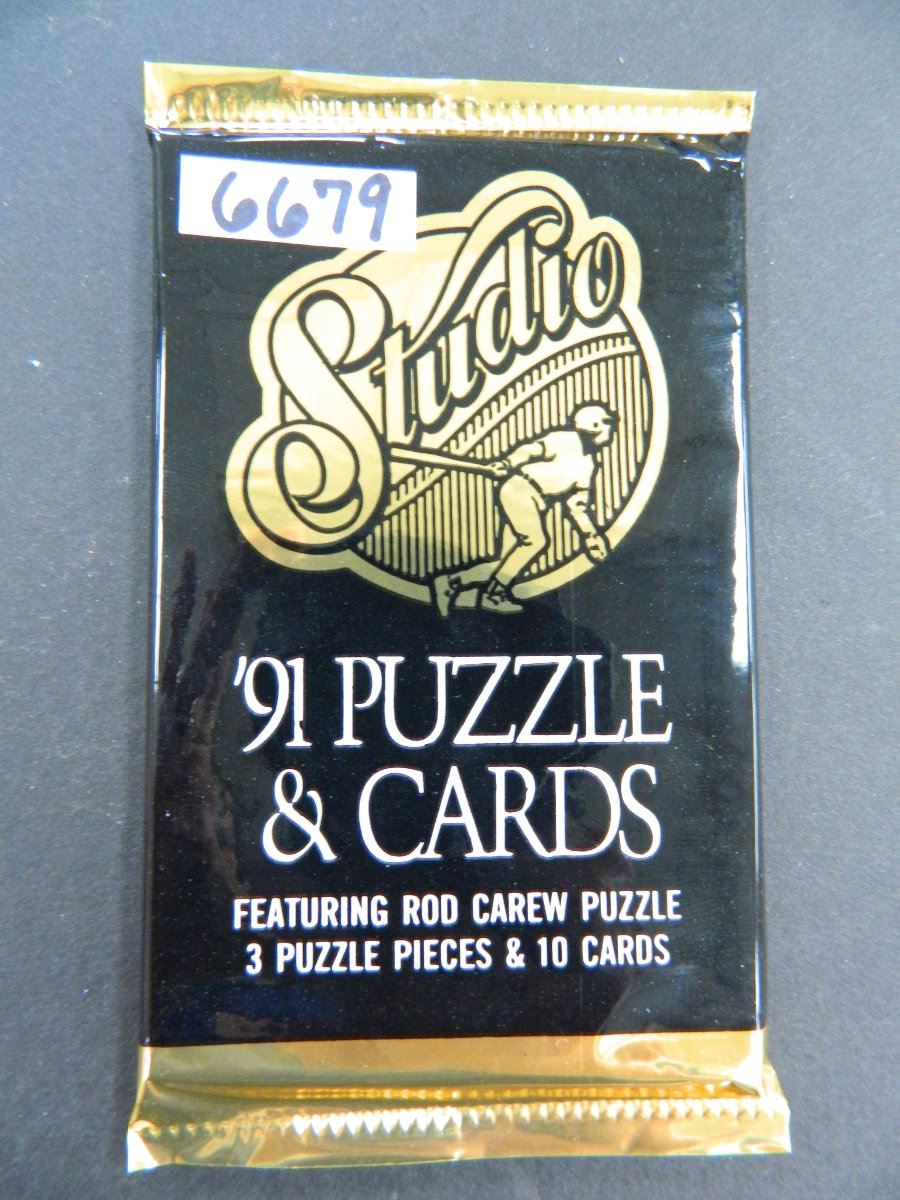 6679
Studio
'91 PUZZLE
& CARDS
FEATURING ROD CAREW PUZZLE
3 PUZZLE PIECES & 10 CARDS